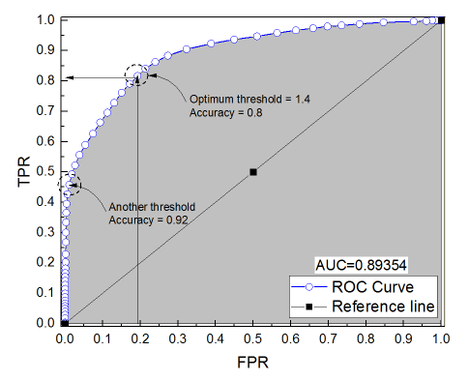 1.0
0.9
0.8
0.7
0.6
0.5
0.4
0.3
0.2
0.1
0.0
TPR
Optimum threshold = 1.4
Accuracy = 0.8
Another threshold
Accuracy = 0.92
AUC=0.89354
ROC Curve
Reference line
0.0 0.1 0.2 0.3 0.4 0.5 0.6 0.7 0.8 0.9 1.0
FPR